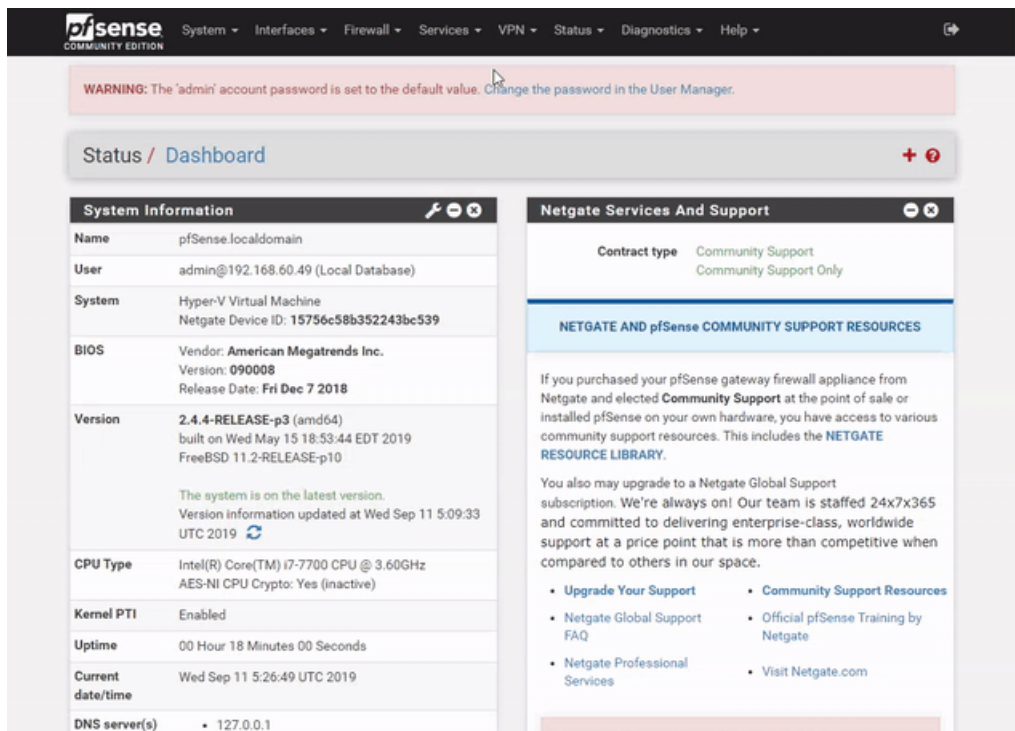 pfsense
COMMUNITY EDITION
System Interfaces Firewall Services VPN Status Diagnostics Help
WARNING: The 'admin' account password is set to the default value. Change the password in the User Manager.
Status / Dashboard
System Information
Name pfSense.localdomain
User admin@192.168.60.49 (Local Database)
System Hyper-V Virtual Machine
Netgate Device ID: 15756c58b352243bc539
BIOS Vendor: American Megatrends Inc.
Version: 090008
Release Date: Fri Dec 7 2018
Version 2.4.4-RELEASE-p3 (amd64)
built on Wed May 15 18:53:44 EDT 2019
FreeBSD 11.2-RELEASE-p10
The system is on the latest version.
Version information updated at Wed Sep 11 5:09:33
UTC 2019
CPU Type Intel(R) Core(TM) i7-7700 CPU @ 3.60GHz
AES-NI CPU Crypto: Yes (inactive)
Kernel PTI Enabled
Uptime 00 Hour 18 Minutes 00 Seconds
Current date/time Wed Sep 11 5:26:49 UTC 2019
DNS server(s) • 127.0.0.1
Netgate Services And Support
Contract type Community Support
Community Support Only
NETGATE AND pfSense COMMUNITY SUPPORT RESOURCES
If you purchased your pfSense gateway firewall appliance from
Netgate and elected Community Support at the point of sale or
installed pfSense on your own hardware, you have access to various
community support resources. This includes the NETGATE
RESOURCE LIBRARY.
You also may upgrade to a Netgate Global Support
subscription. We're always on! Our team is staffed 24x7x365
and committed to delivering enterprise-class, worldwide
support at a price point that is more than competitive when
compared to others in our space.
• Upgrade Your Support
• Community Support Resources
• Netgate Global Support
FAQ
• Official pfSense Training by
Netgate
• Netgate Professional
Services
• Visit Netgate.com